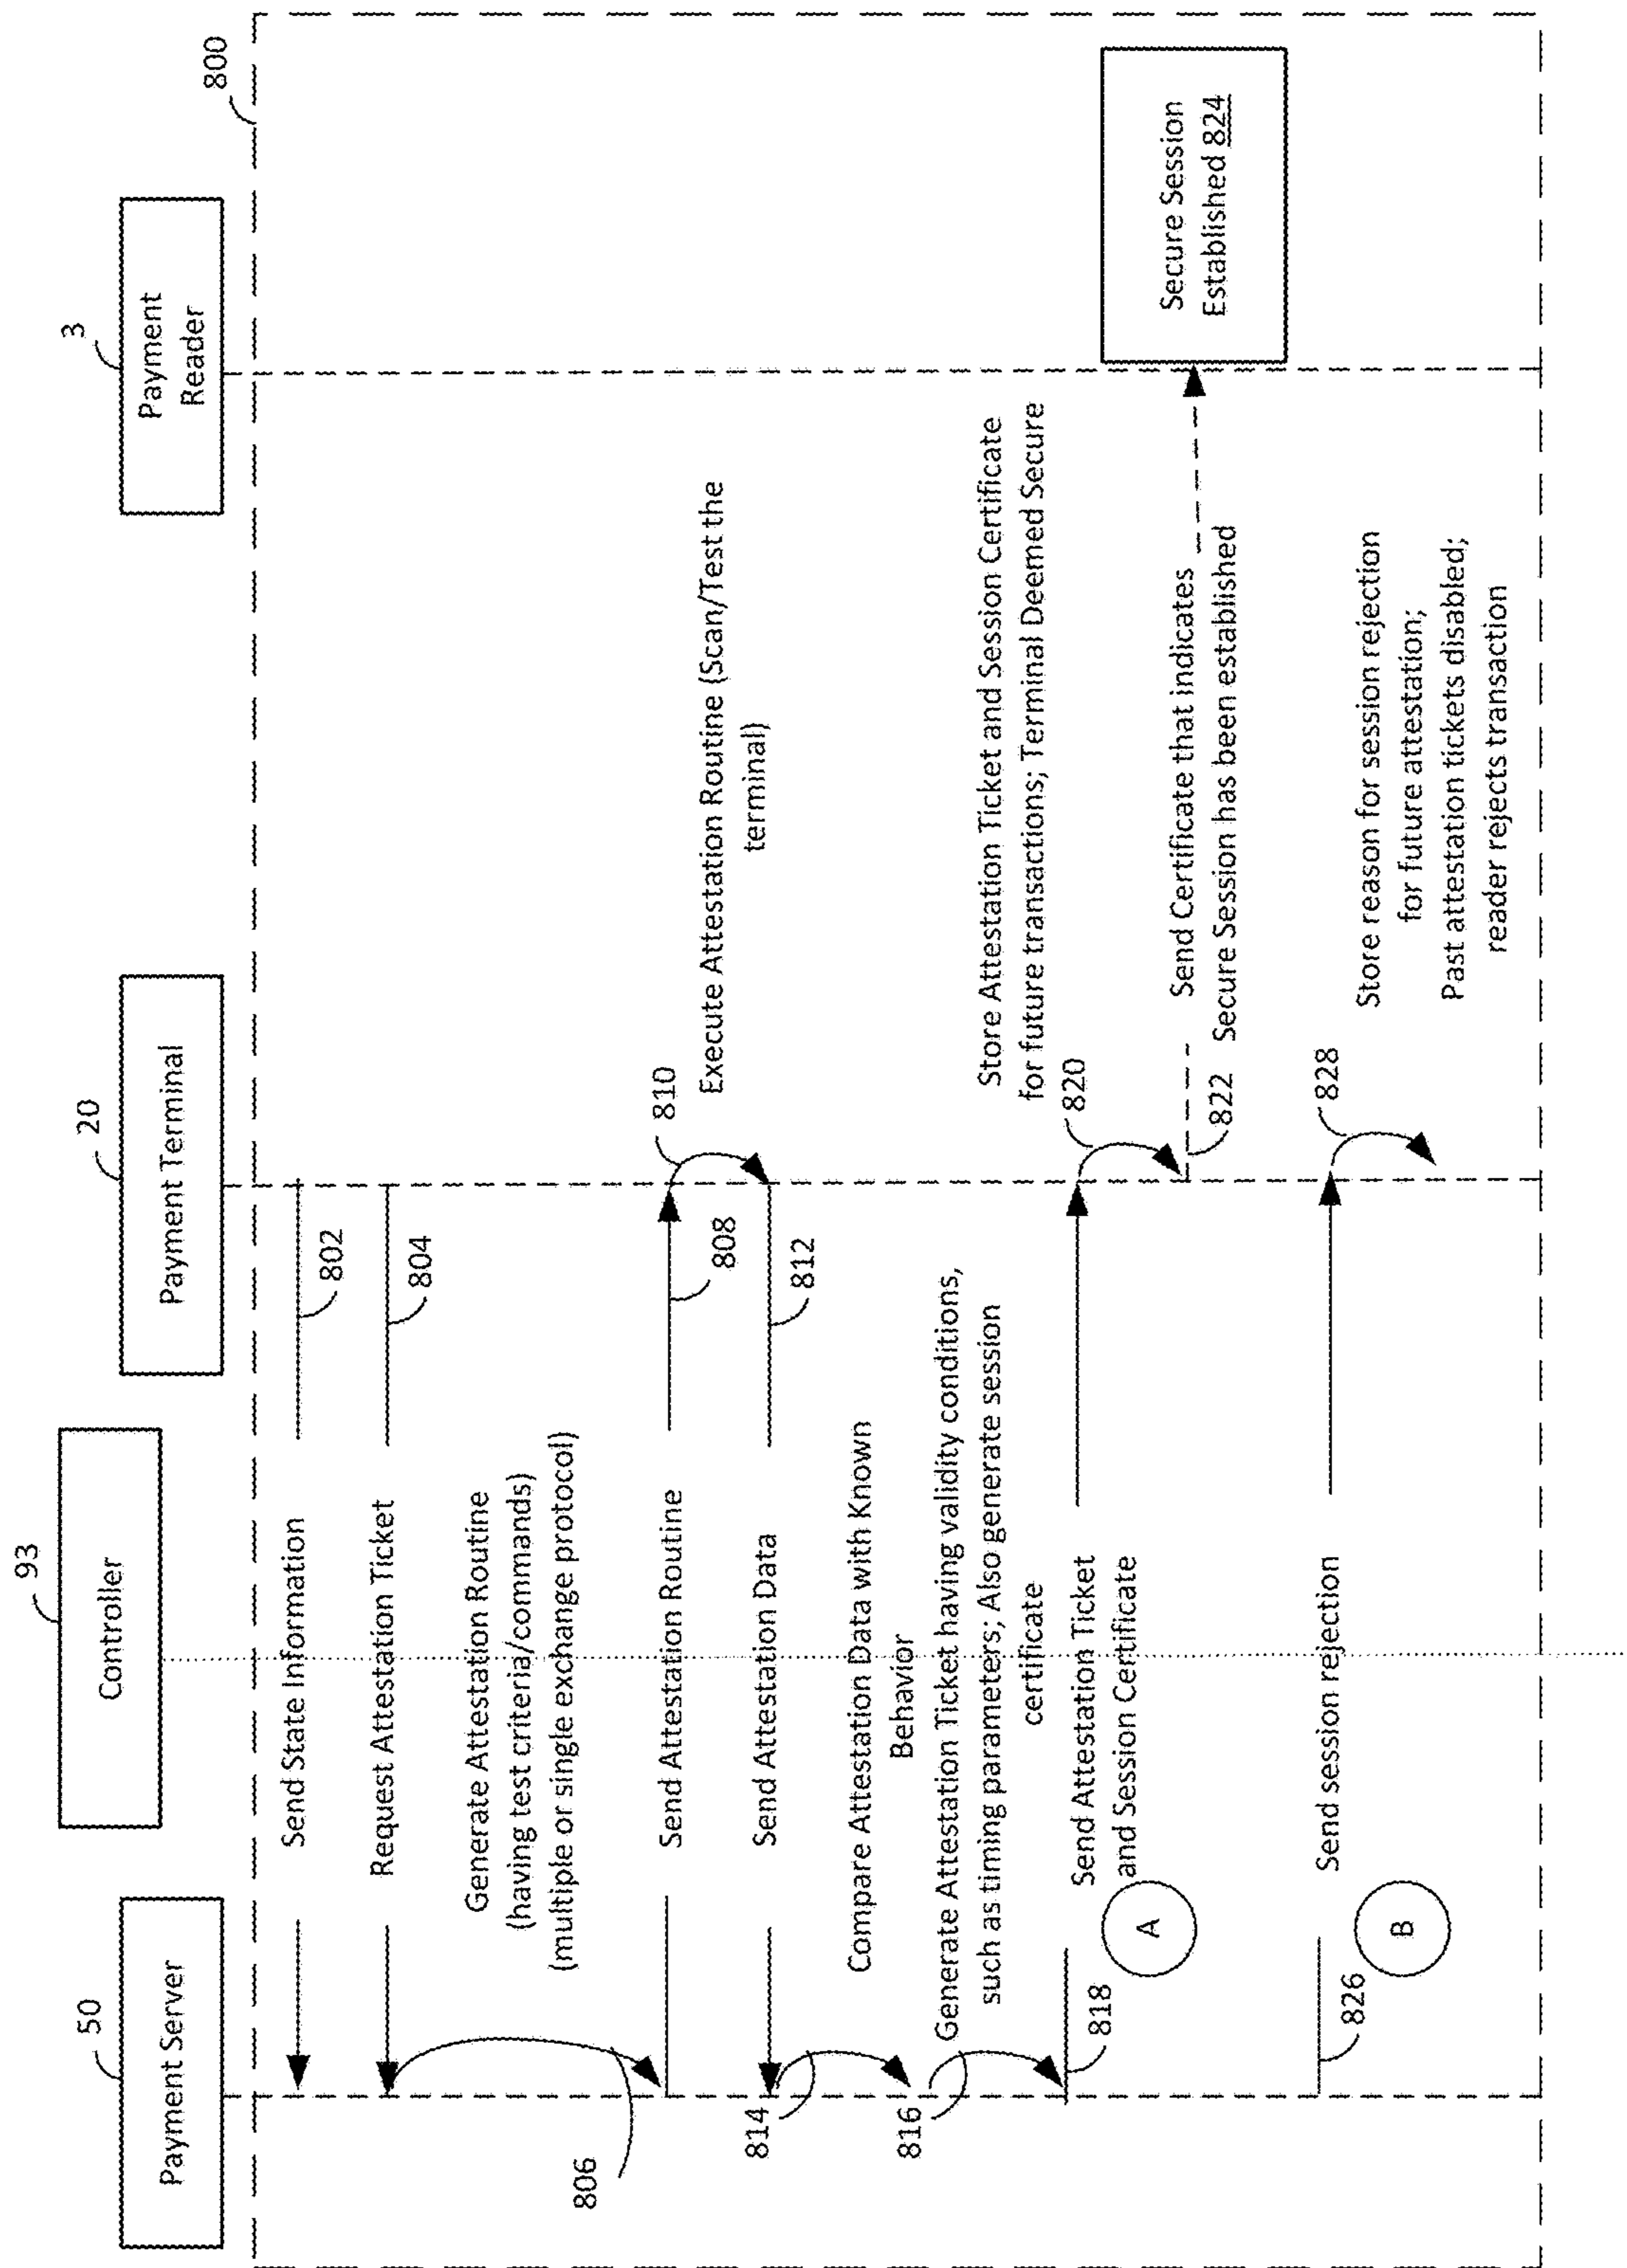 93
Controller
50
Payment Server
20
Payment Terminal
3
Payment
Reader
800
Send State Information
802
Request Attestation Ticket
804
Generate Attestation Routine
(having test criteria/commands)
(multiple or single exchange protocol)
806
Send Attestation Routine
808
810
Execute Attestation Routine (Scan/Test the
terminal)
Send Attestation Data
812
814
Compare Attestation Data with Known
Behavior
816
Generate Attestation Ticket having validity conditions,
such as timing parameters; Also generate session
certificate
818
Send Attestation Ticket
and Session Certificate
A
820
Store Attestation Ticket and Session Certificate
for future transactions; Terminal Deemed Secure
822
Send Certificate that indicates
Secure Session has been established
Secure Session
Established 824
826
Send session rejection
B
828
Store reason for session rejection
for future attestation;
Past attestation tickets disabled;
reader rejects transaction